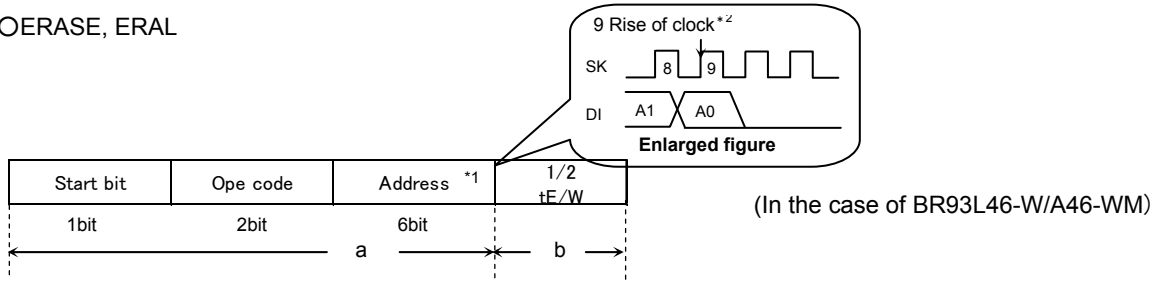 ○ERASE, ERAL
9 Rise of clock*2
SK 8 9
DI A1 A0
Enlarged figure
Start bit Ope code Address *1 1/2
tE/W
(In the case of BR93L46-W/A46-WM)
1bit 2bit 6bit
a b